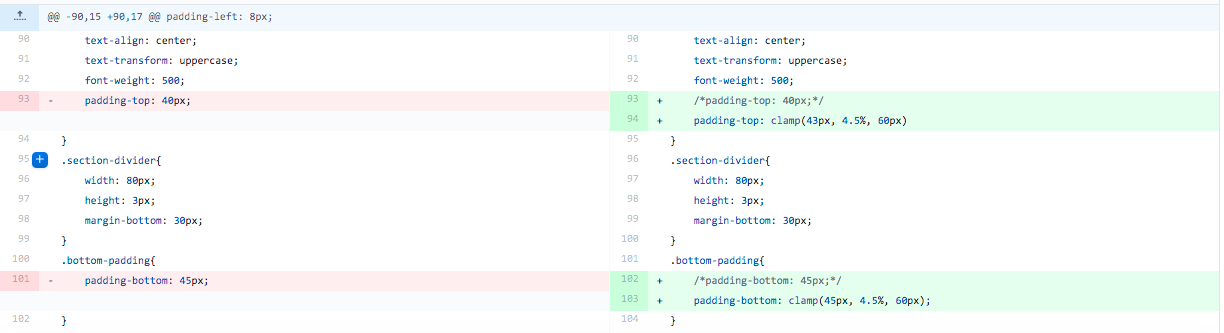 @@ -90,15 +90,17 @@ padding-left: 8px;
90 text-align: center; 90 text-align: center;
91 text-transform: uppercase; 91 text-transform: uppercase;
92 font-weight: 500; 92 font-weight: 500;
93 - padding-top: 40px; 93 + /*padding-top: 40px;*/
94 + padding-top: clamp(43px, 4.5%, 60px)
94 } 95 }
95 + .section-divider{ 96 .section-divider{
96 width: 80px; 97 width: 80px;
97 height: 3px; 98 height: 3px;
98 margin-bottom: 30px; 99 margin-bottom: 30px;
99 } 100 }
100 .bottom-padding{ 101 .bottom-padding{
101 - padding-bottom: 45px; 102 + /*padding-bottom: 45px;*/
103 + padding-bottom: clamp(45px, 4.5%, 60px);
102 } 104 }